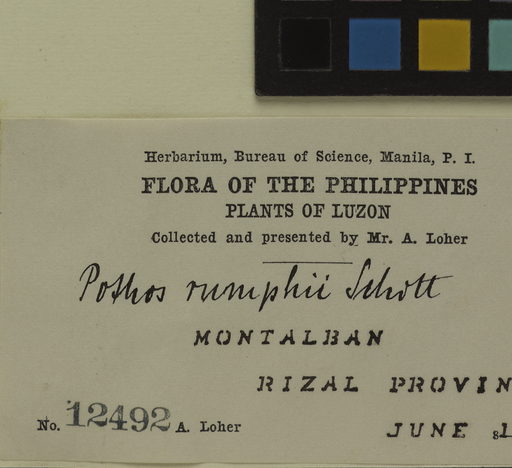 Herbarium, Bureau of Science, Manila, P. I.
FLORA OF THE PHILIPPINES
PLANTS OF LUZON
Collected and presented by Mr. A. Loher
Pothos rumphii Schott
MONTALBAN
RIZAL PROVIN
No. 12492 A. Loher
JUNE